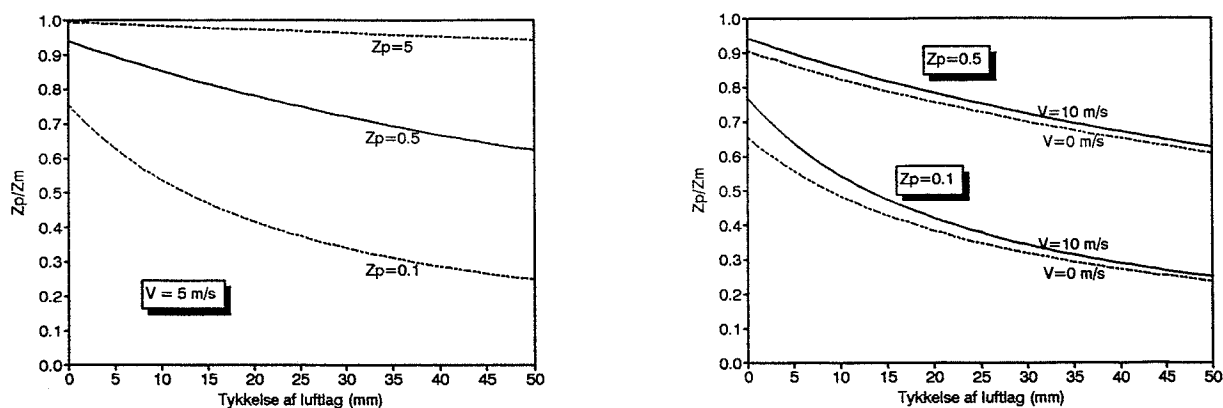 1.0
0.9
0.8
0.7
0.6
0.5
0.4
0.3
0.2
0.1
0.0
Zp/Zm
Zp=5
Zp=0.5
Zp=0.1
V = 5 m/s
0 5 10 15 20 25 30 35 40 45 50
Tykkelse af luftlag (mm)
1.0
0.9
0.8
0.7
0.6
0.5
0.4
0.3
0.2
0.1
0.0
Zp/Zm
Zp=0.5
V=10 m/s
V=0 m/s
Zp=0.1
V=10 m/s
V=0 m/s
0 5 10 15 20 25 30 35 40 45 50
Tykkelse af luftlag (mm)